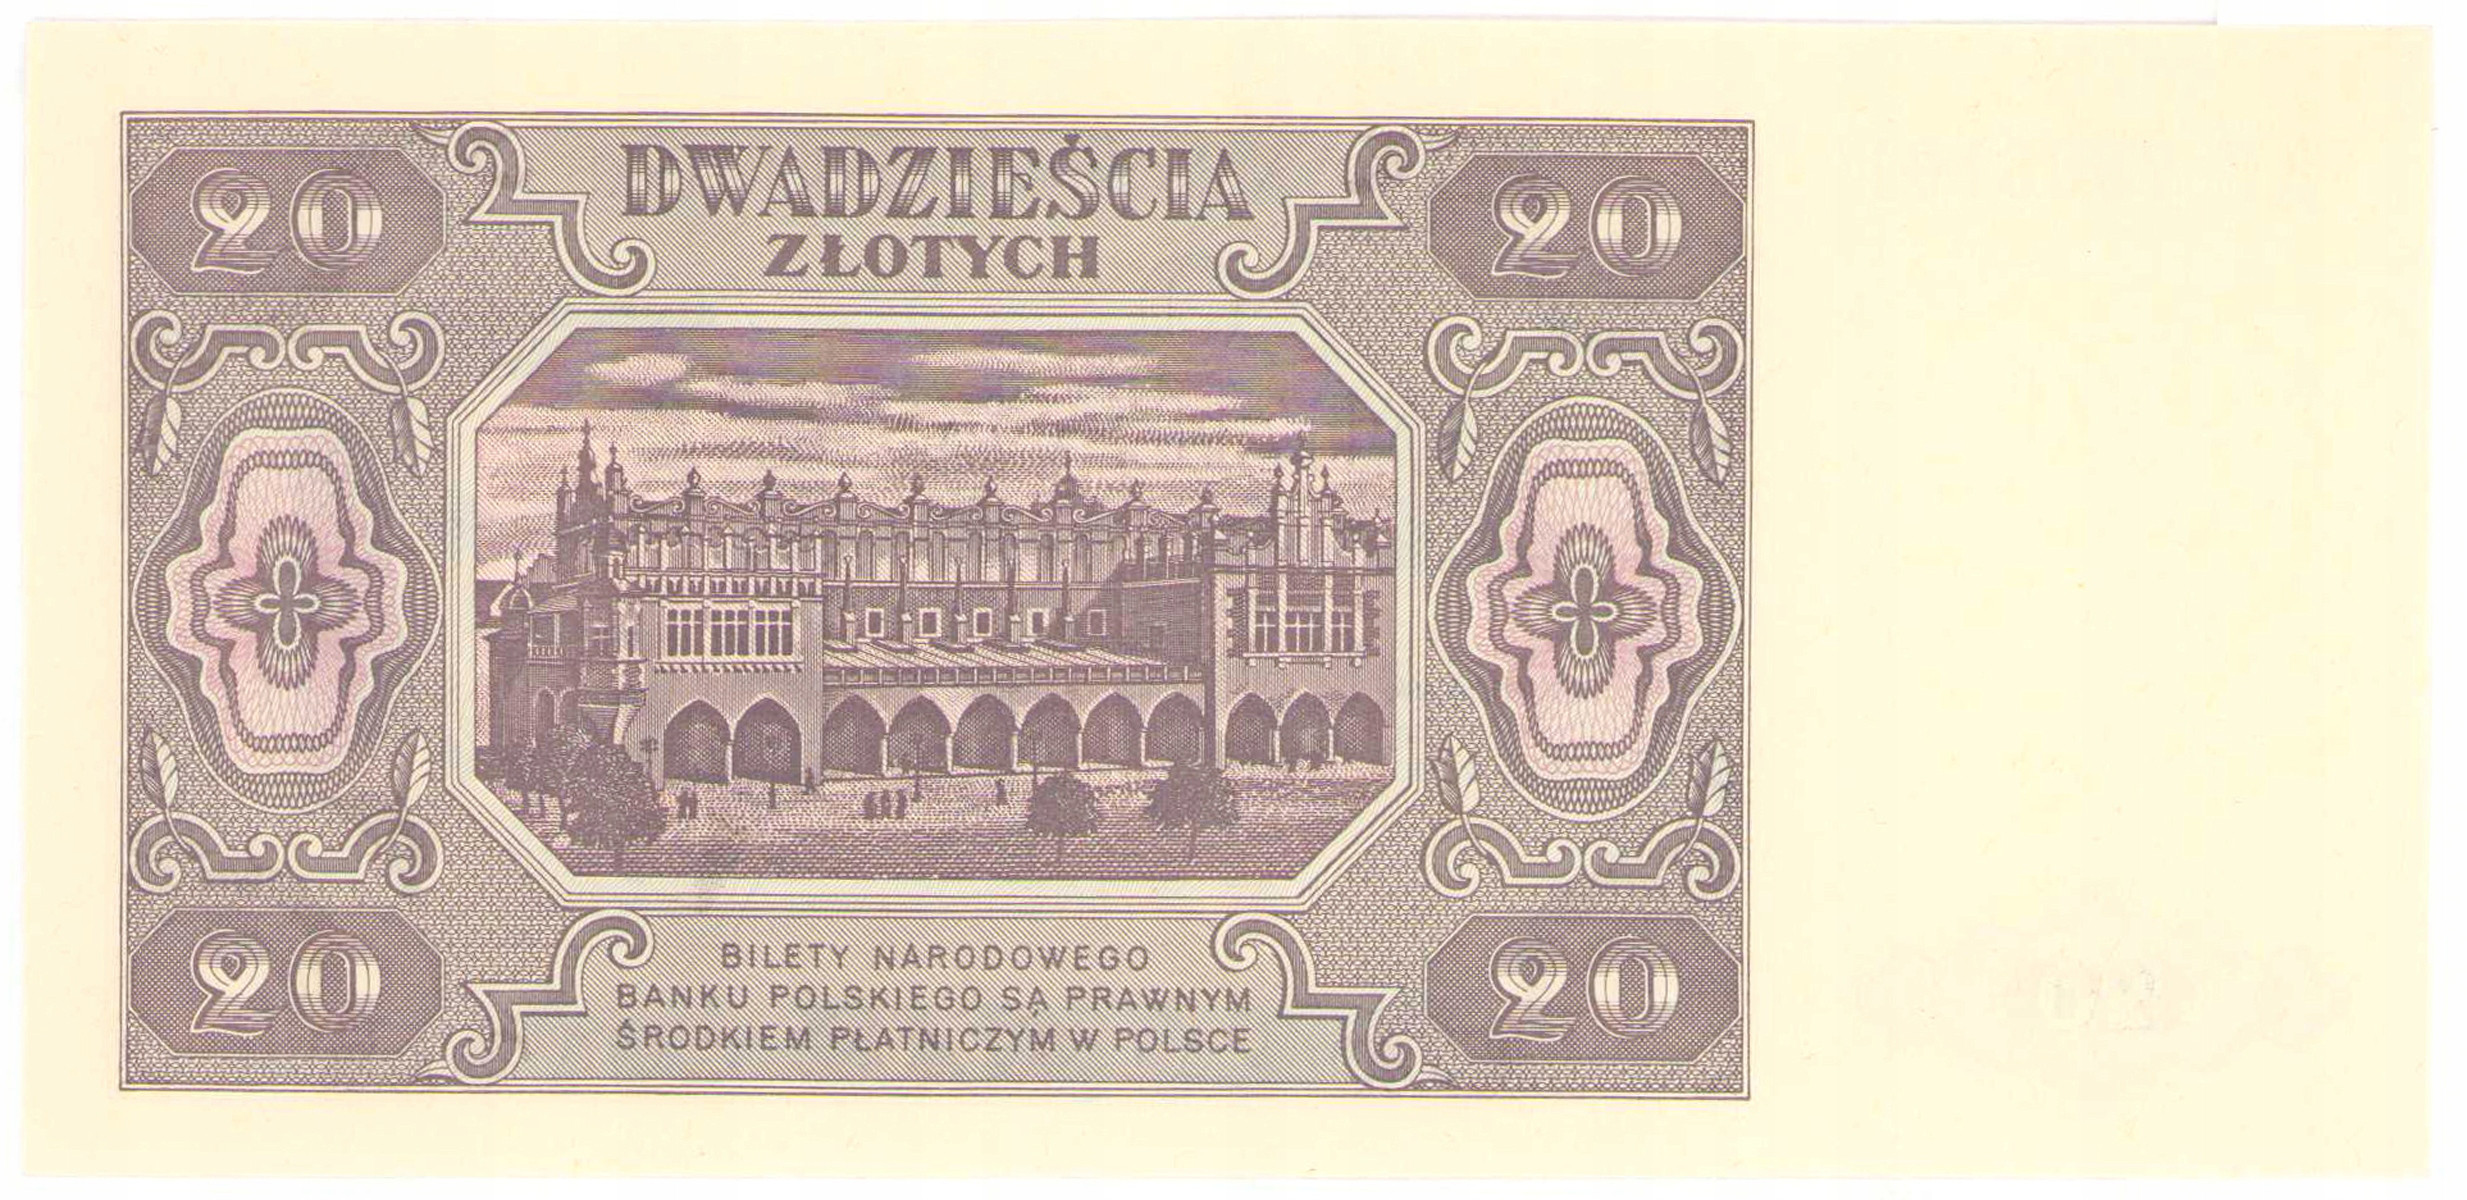 20 DWADZIEŚCIA 20
ZŁOTYCH
20 BILETY NARODOWEGO 20
BANKU POLSKIEGO SĄ PRAWNYM
ŚRODKIEM PŁATNICZYM W POLSCE